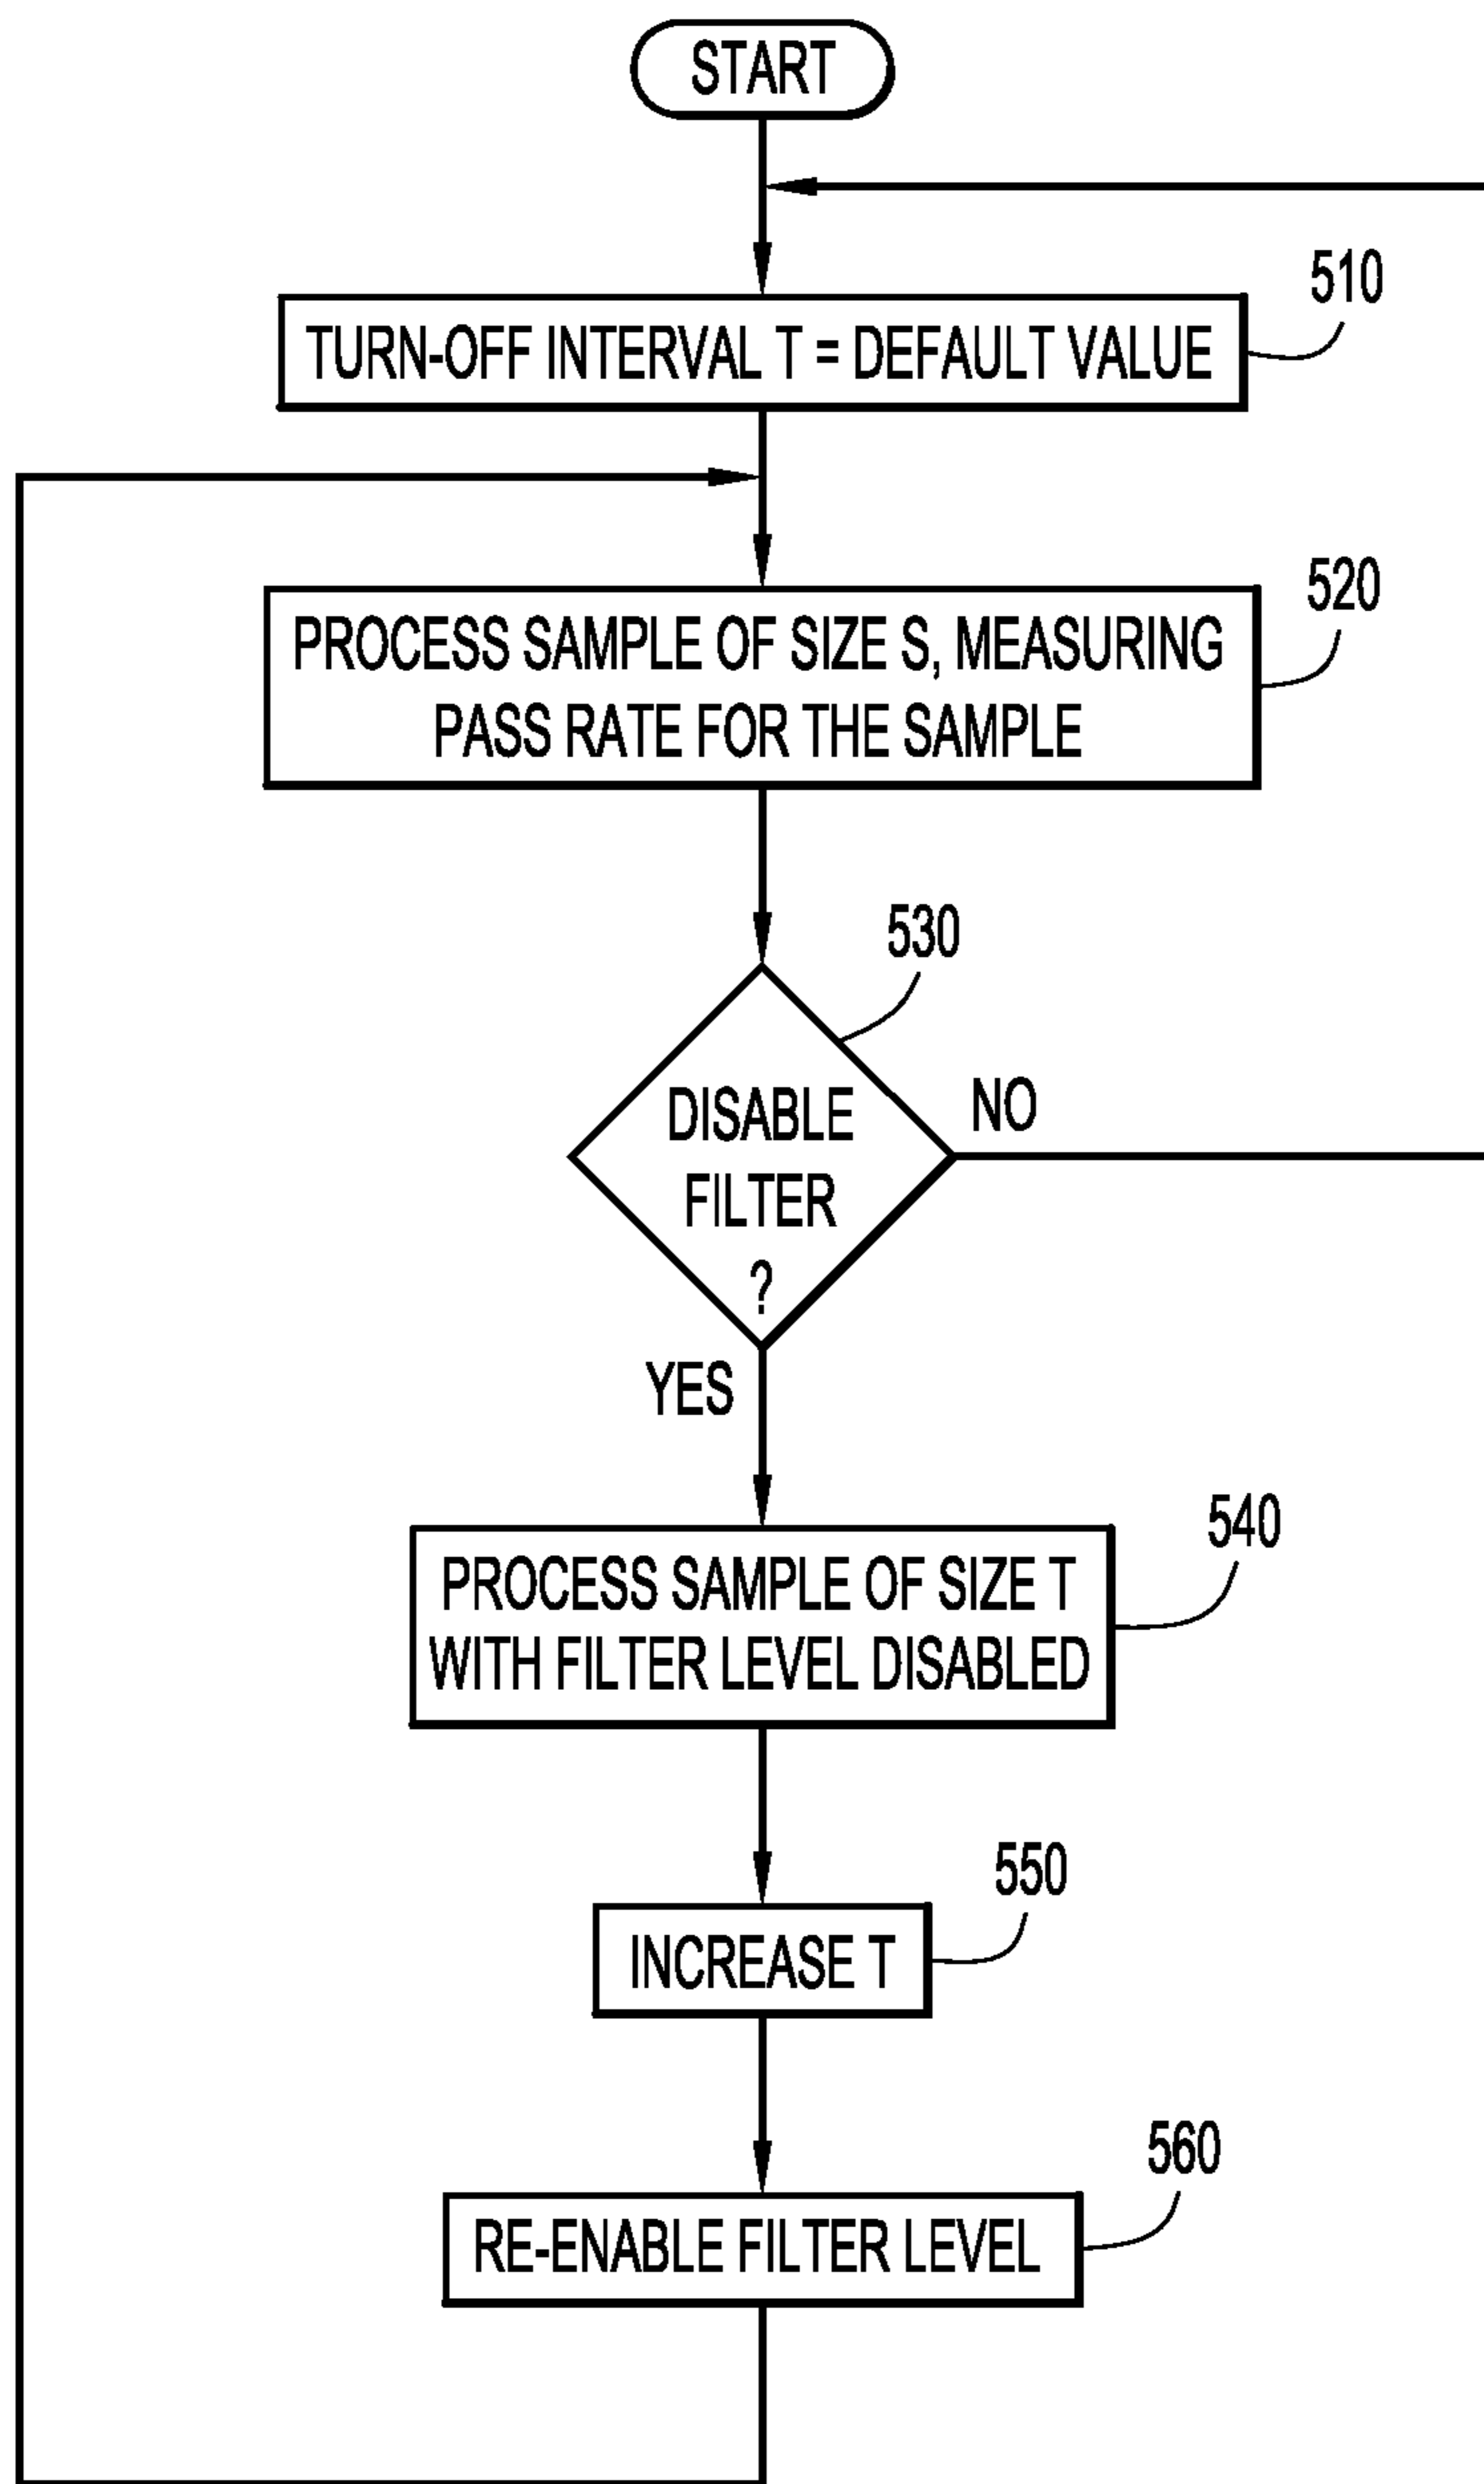 START
510
TURN-OFF INTERVAL T = DEFAULT VALUE
520
PROCESS SAMPLE OF SIZE S, MEASURING
PASS RATE FOR THE SAMPLE
530
DISABLE
FILTER
?
NO
YES
540
PROCESS SAMPLE OF SIZE T
WITH FILTER LEVEL DISABLED
550
INCREASE T
560
RE-ENABLE FILTER LEVEL